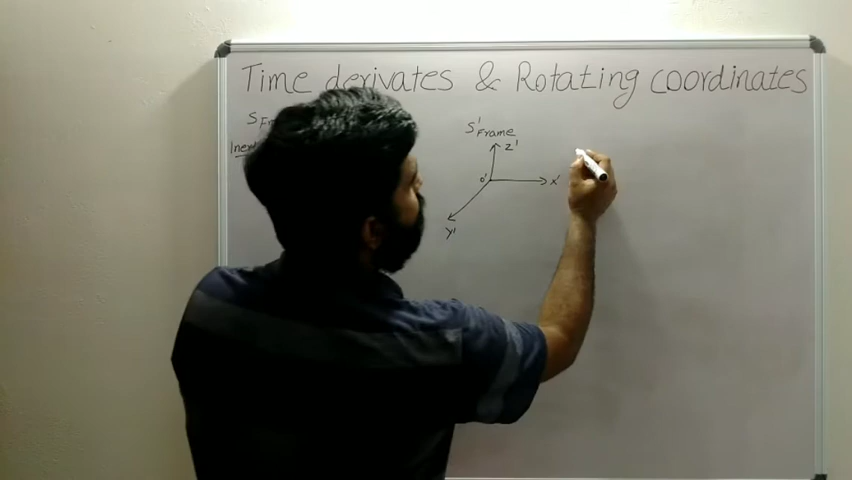 Time derivates & Rotating coordinates
S'Frame
Z'
O' X'
Y'